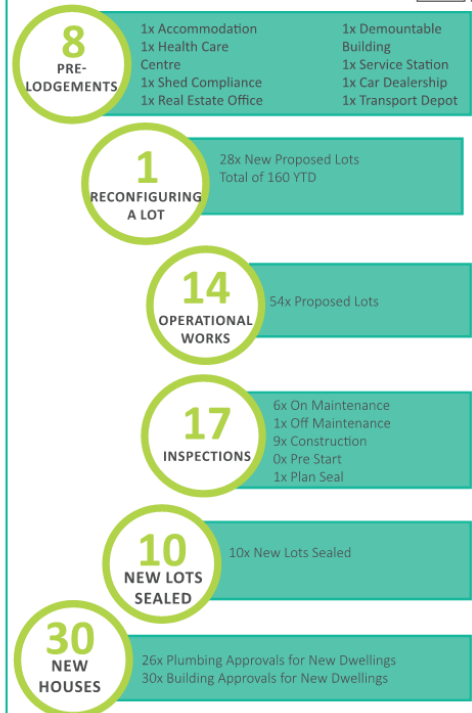 8
PRE-
LODGEMENTS
1x Accommodation
1x Health Care
Centre
1x Shed Compliance
1x Real Estate Office
1x Demountable
Building
1x Service Station
1x Car Dealership
1x Transport Depot
1
RECONFIGURING
A LOT
28x New Proposed Lots
Total of 160 YTD
14
OPERATIONAL
WORKS
54x Proposed Lots
17
INSPECTIONS
6x On Maintenance
1x Off Maintenance
9x Construction
0x Pre Start
1x Plan Seal
10
NEW LOTS
SEALED
10x New Lots Sealed
30
NEW
HOUSES
26x Plumbing Approvals for New Dwellings
30x Building Approvals for New Dwellings